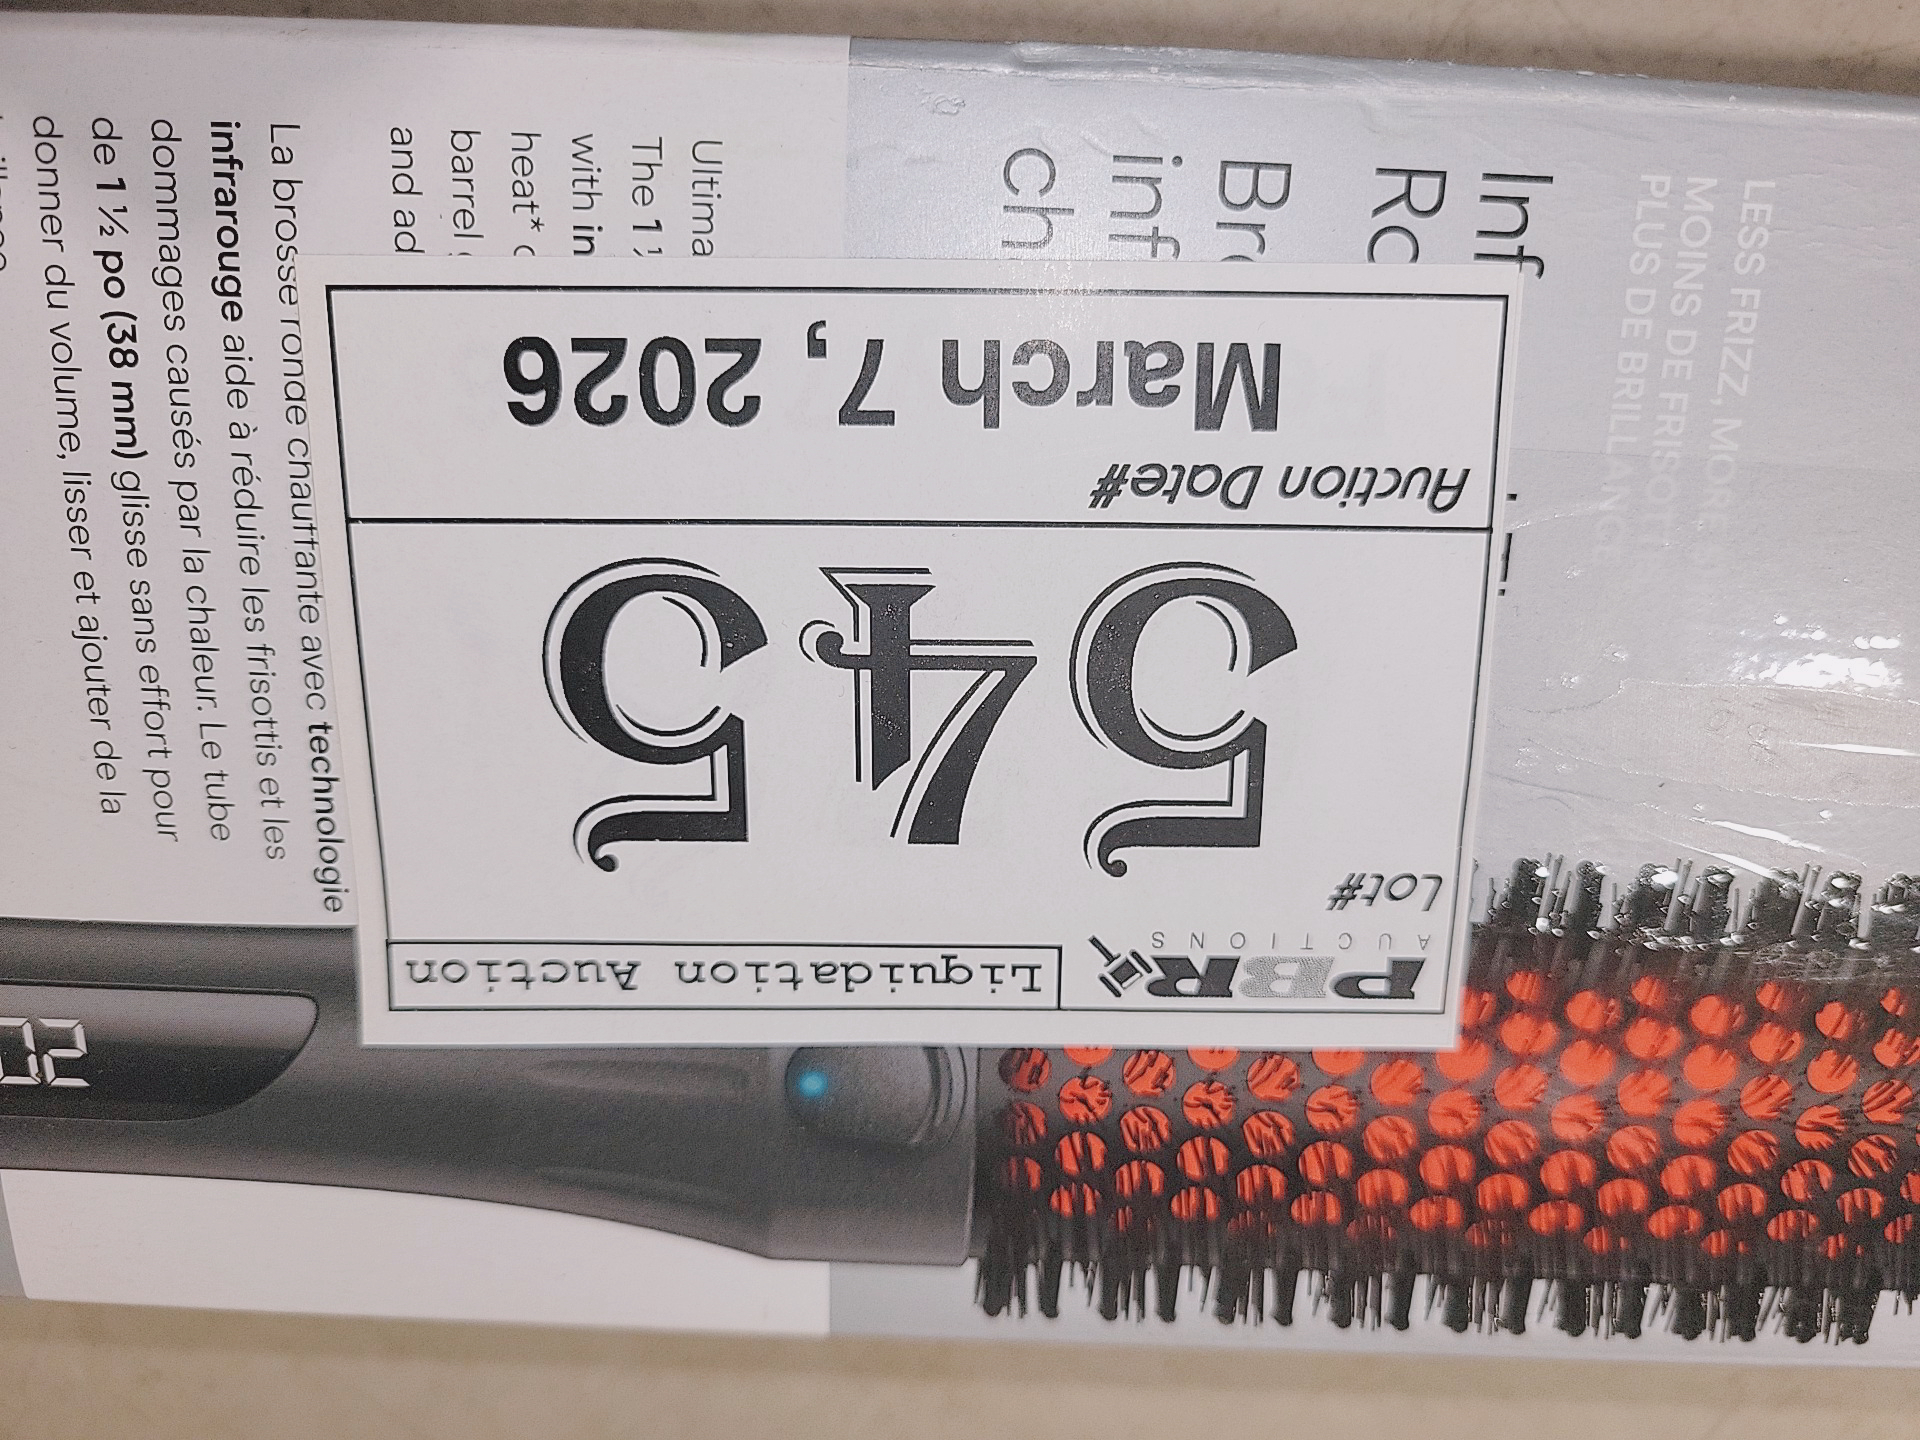 PBR
AUCTIONS
Liquidation Auction
Lot#
545
Auction Date#
March 7, 2026
LESS FRIZZ,
MOINS DE
PLUS DE BRILLANCE
Inf
Ro
Br
inf
ch
Ultima
The 1
with in
heat*
barrel
and ad
La brosse ronde chauffante avec technologie
infrarouge aide à réduire les frisottis et les
dommages causés par la chaleur. Le tube
de 1 ½ po (38 mm) glisse sans effort pour
donner du volume, lisser et ajouter de la